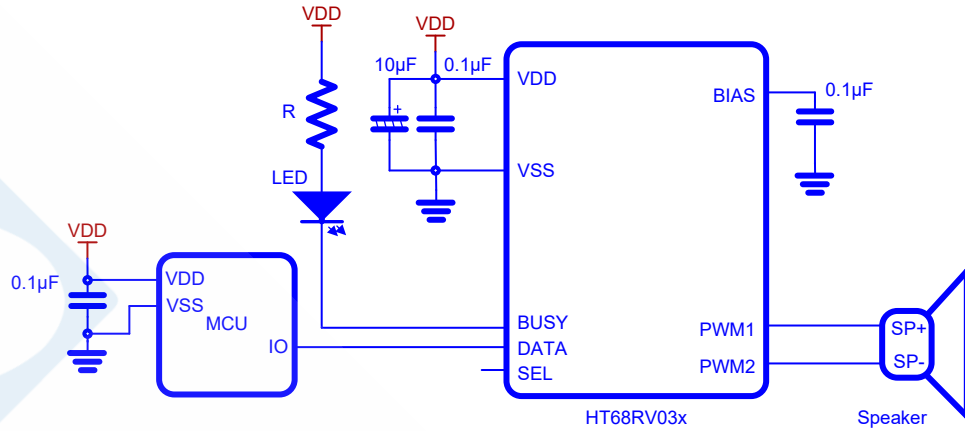 VDD
VDD
10µF
0.1µF
VDD
BIAS
0.1µF
R
VSS
LED
VDD
0.1µF
VDD
VSS
MCU
IO
BUSY
DATA
SEL
PWM1
PWM2
SP+
SP-
HT68RV03x
Speaker
+